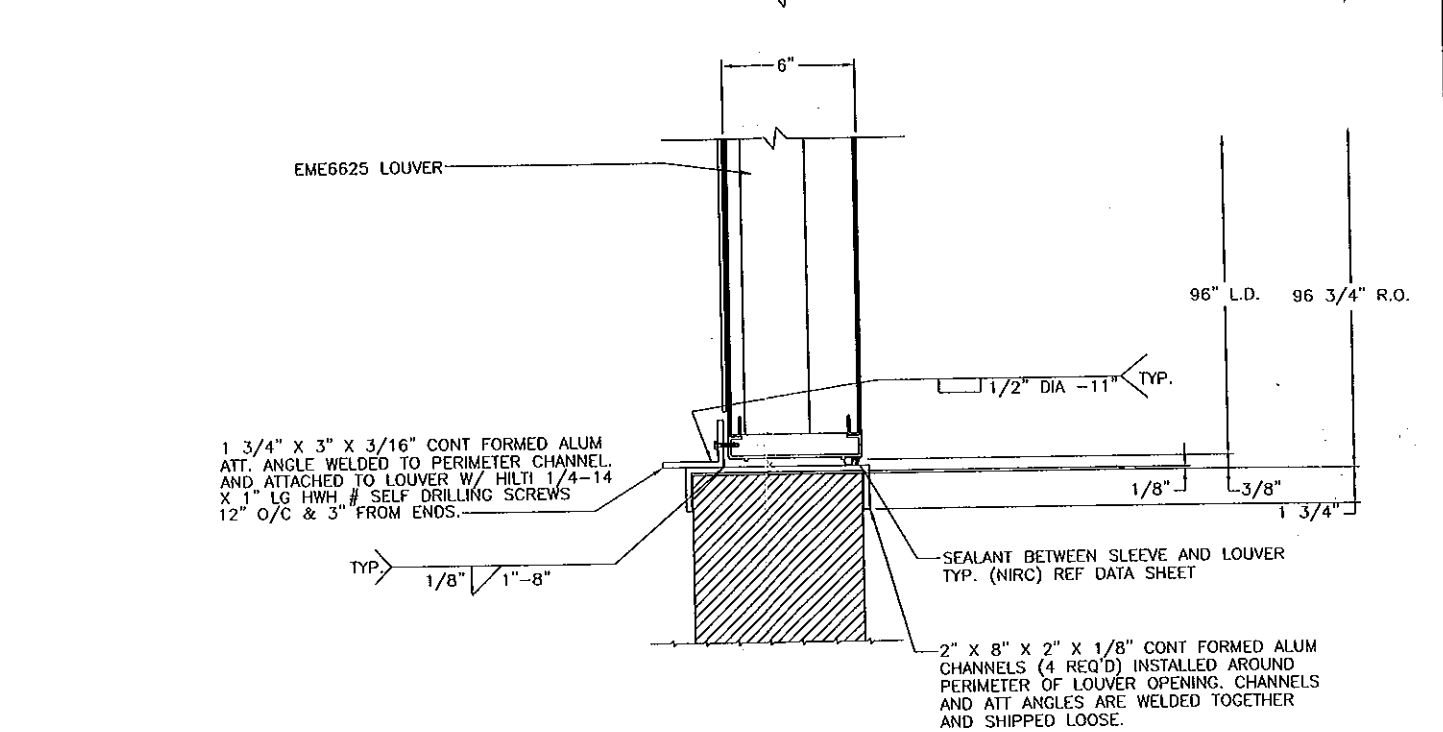 6"
EME6625 LOUVER
96" L.D. 96 3/4" R.O.
1/2" DIA -11" TYP.
1 3/4" X 3" X 3/16" CONT FORMED ALUM
ATT. ANGLE WELDED TO PERIMETER CHANNEL.
AND ATTACHED TO LOUVER W/ HILTI 1/4-14
X 1" LG HWH # SELF DRILLING SCREWS
12" O/C & 3" FROM ENDS.
1/8" 3/8"
1 3/4"
TYP. 1/8" 1"-8"
SEALANT BETWEEN SLEEVE AND LOUVER
TYP. (NIRC) REF DATA SHEET
2" X 8" X 2" X 1/8" CONT FORMED ALUM
CHANNELS (4 REQ'D) INSTALLED AROUND
PERIMETER OF LOUVER OPENING. CHANNELS
AND ATT ANGLES ARE WELDED TOGETHER
AND SHIPPED LOOSE.